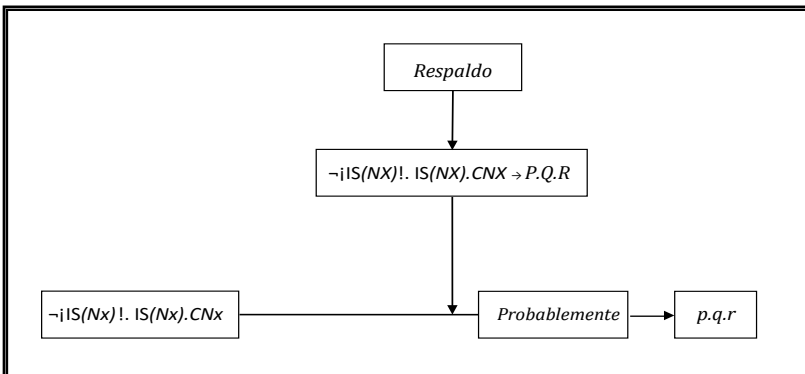 Respaldo
¬¡IS(NX)!. IS(NX).CNX → P.Q.R
¬¡IS(Nx)!. IS(Nx).CNx
Probablemente
p.q.r